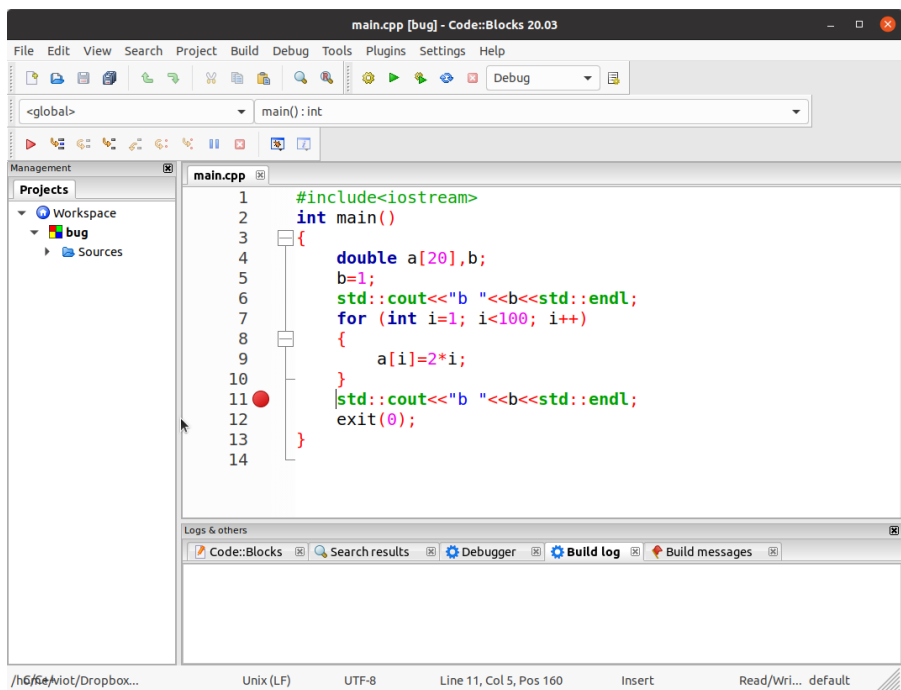 main.cpp [bug] - Code::Blocks 20.03
File Edit View Search Project Build Debug Tools Plugins Settings Help
Debug
<global> main() : int
Management
Projects
Workspace
bug
Sources
main.cpp
1 #include<iostream>
2 int main()
3 {
4 double a[20],b;
5 b=1;
6 std::cout<<"b "<<b<<std::endl;
7 for (int i=1; i<100; i++)
8 {
9 a[i]=2*i;
10 }
11 std::cout<<"b "<<b<<std::endl;
12 exit(0);
13 }
14
Logs & others
Code::Blocks Search results Debugger Build log Build messages
/viot/Dropbox... Unix (LF) UTF-8 Line 11, Col 5, Pos 160 Insert Read/Wri... default